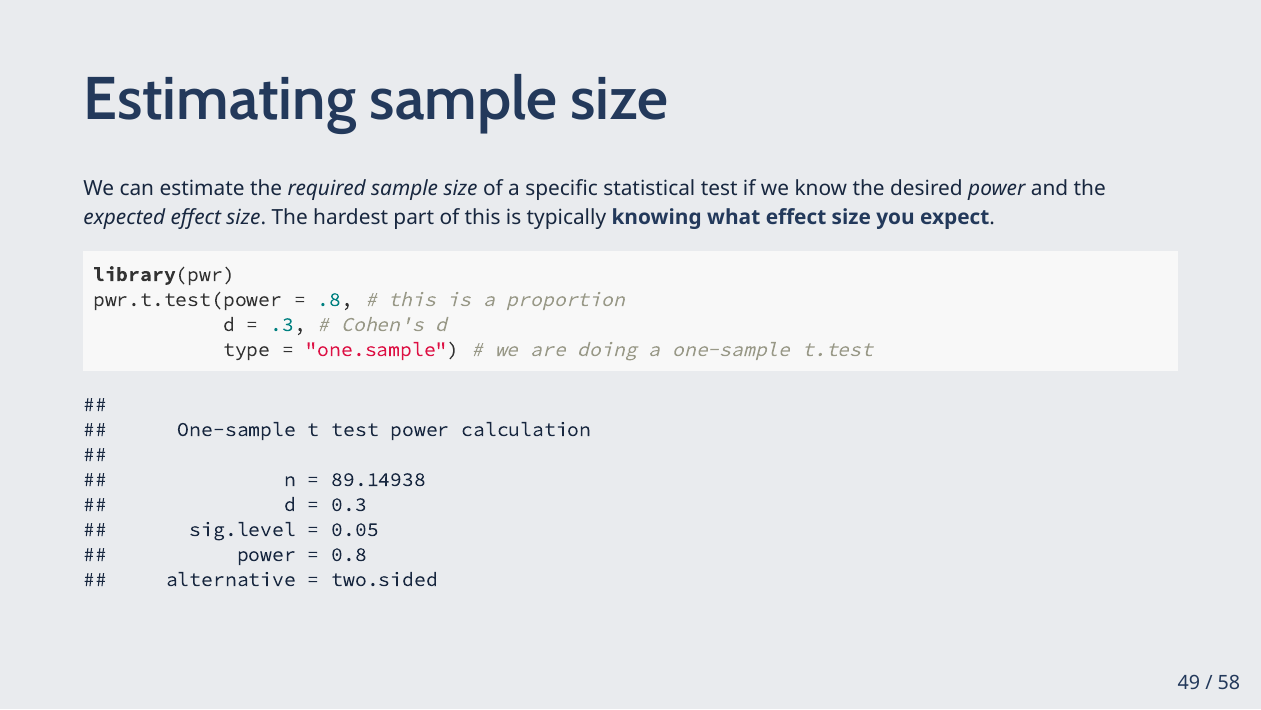 Estimating sample size
We can estimate the required sample size of a specific statistical test if we know the desired power and the
expected effect size. The hardest part of this is typically knowing what effect size you expect.
library(pwr)
pwr.t.test(power = .8, # this is a proportion
           d = .3, # Cohen's d
           type = "one.sample") # we are doing a one-sample t.test
##
##      One-sample t test power calculation
##
##               n = 89.14938
##               d = 0.3
##       sig.level = 0.05
##           power = 0.8
##     alternative = two.sided
49 / 58